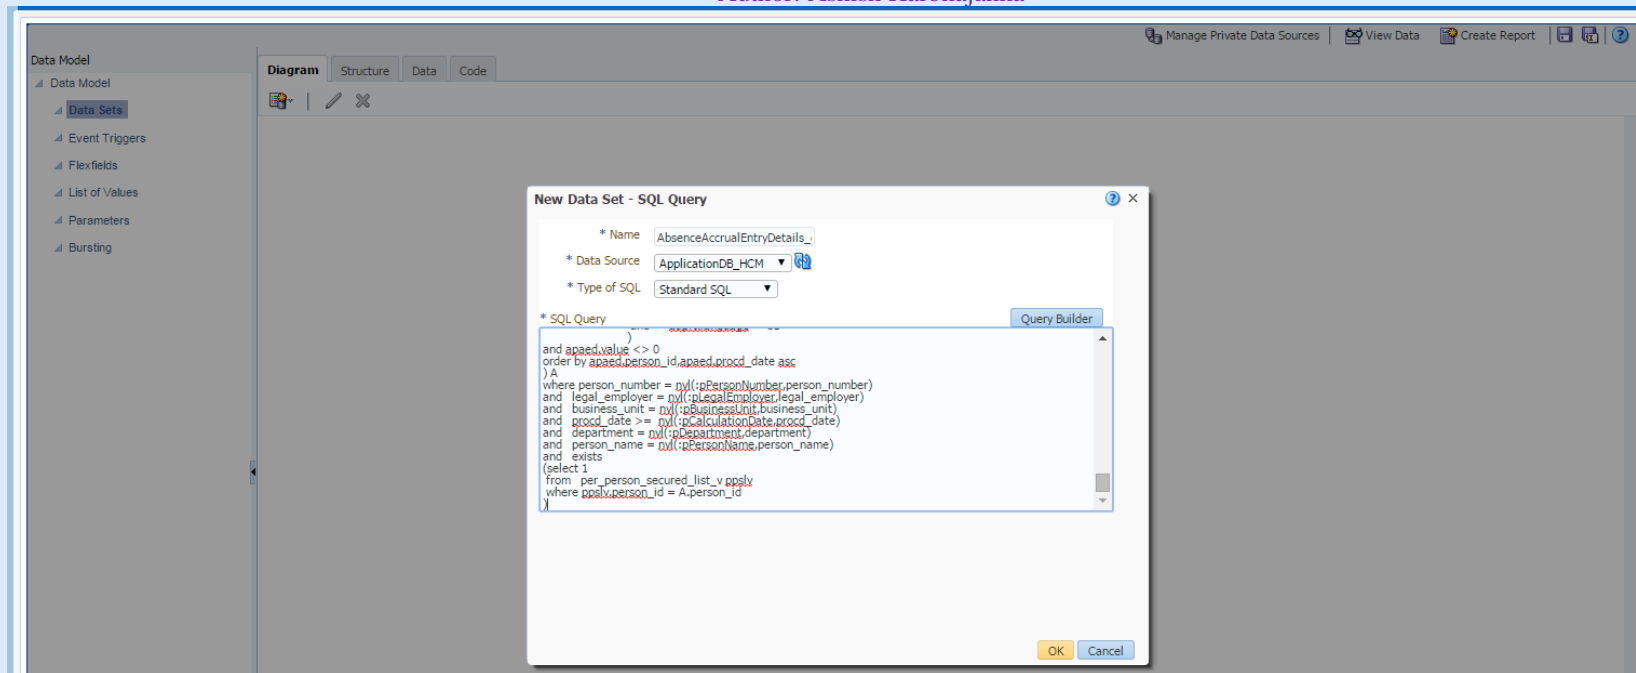 Manage Private Data Sources
View Data
Create Report
Data Model
Data Model
Data Sets
Event Triggers
Flexfields
List of Values
Parameters
Bursting
Diagram
Structure
Data
Code
New Data Set - SQL Query
* Name
AbsenceAccrualEntryDetails_
* Data Source
ApplicationDB_HCM
* Type of SQL
Standard SQL
* SQL Query
Query Builder
)
and apaed.value <> 0
order by apaed.person_id,apaed.procd_date asc
) A
where person_number = nvl(:pPersonNumber,person_number)
and legal_employer = nvl(:pLegalEmployer,legal_employer)
and business_unit = nvl(:pBusinessUnit,business_unit)
and procd_date >= nvl(:pCalculationDate,procd_date)
and department = nvl(:pDepartment,department)
and person_name = nvl(:pPersonName,person_name)
and exists
(select 1
from per_person_secured_list_v ppslv
where ppslv.person_id = A.person_id
)
OK
Cancel